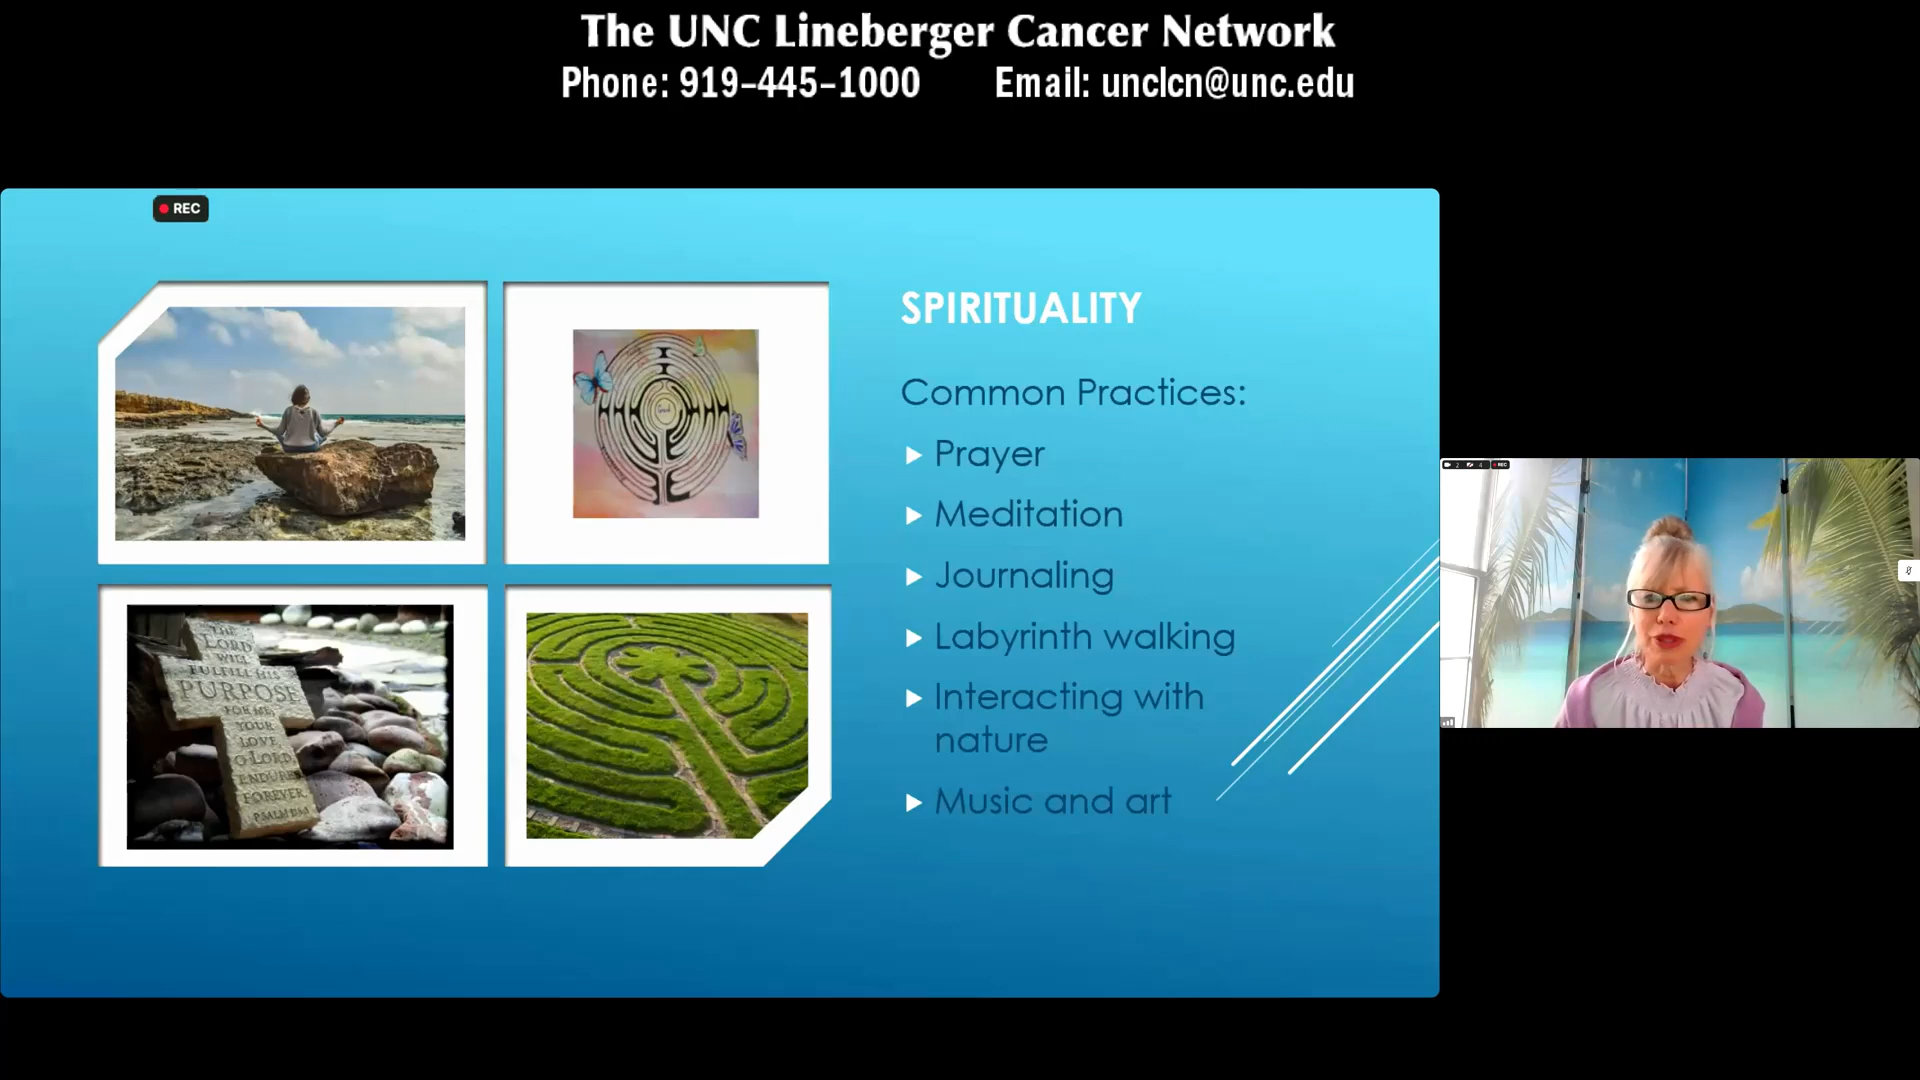 The UNC Lineberger Cancer Network
Phone: 919-445-1000 Email: unclcn@unc.edu
REC
SPIRITUALITY
Common Practices:
Prayer
Meditation
Journaling
Labyrinth walking
Interacting with
nature
Music and art
THE
LORD
WILL
FULFILL HIS
PURPOSE
FOR ME,
YOUR
LOVE,
O LORD,
ENDURES
FOREVER.
REC